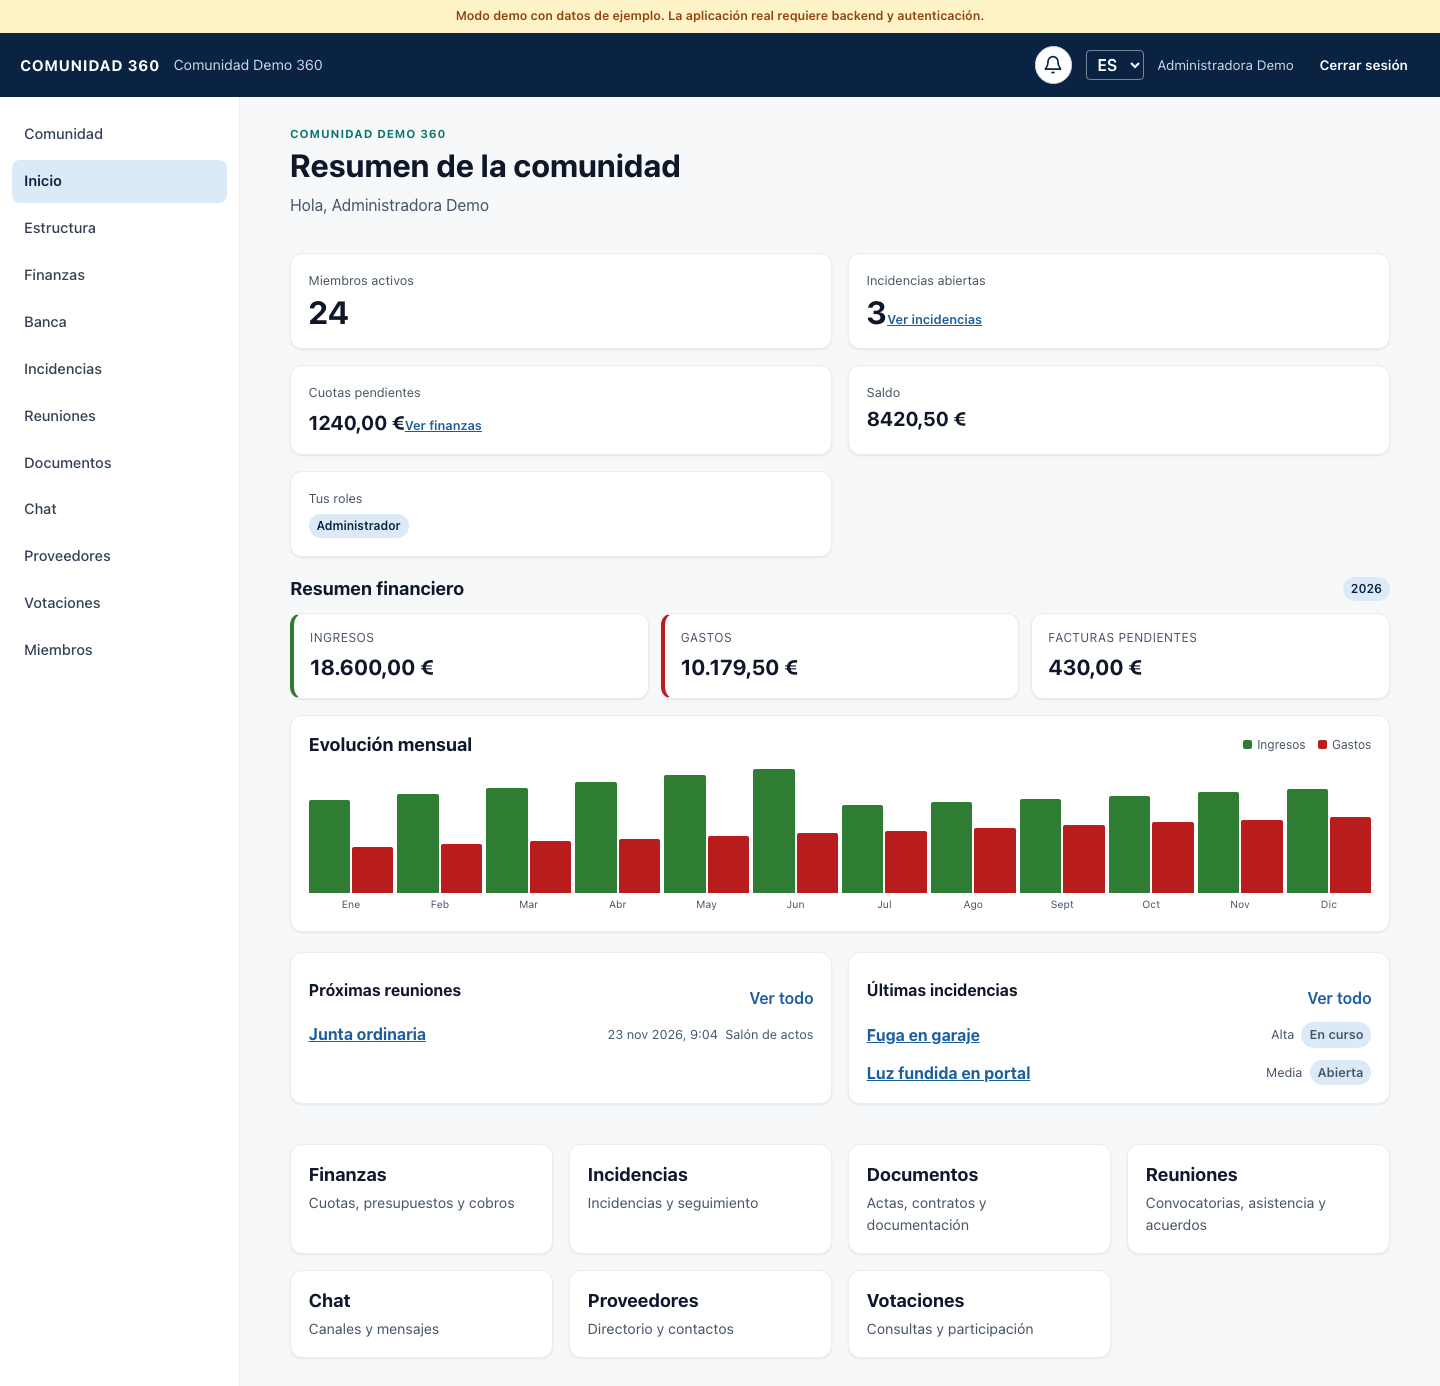 Modo demo con datos de ejemplo. La aplicación real requiere backend y autenticación.
COMUNIDAD 360 Comunidad Demo 360 ES Administradora Demo Cerrar sesión
Comunidad
Inicio
Estructura
Finanzas
Banca
Incidencias
Reuniones
Documentos
Chat
Proveedores
Votaciones
Miembros
COMUNIDAD DEMO 360
Resumen de la comunidad
Hola, Administradora Demo
Miembros activos
24
Incidencias abiertas
3Ver incidencias
Cuotas pendientes
1240,00 €Ver finanzas
Saldo
8420,50 €
Tus roles
Administrador
Resumen financiero 2026
INGRESOS
18.600,00 €
GASTOS
10.179,50 €
FACTURAS PENDIENTES
430,00 €
Evolución mensual Ingresos Gastos
Ene Feb Mar Abr May Jun Jul Ago Sept Oct Nov Dic
Próximas reuniones Ver todo
Junta ordinaria 23 nov 2026, 9:04 Salón de actos
Últimas incidencias Ver todo
Fuga en garaje Alta En curso
Luz fundida en portal Media Abierta
Finanzas
Cuotas, presupuestos y cobros
Incidencias
Incidencias y seguimiento
Documentos
Actas, contratos y
documentación
Reuniones
Convocatorias, asistencia y
acuerdos
Chat
Canales y mensajes
Proveedores
Directorio y contactos
Votaciones
Consultas y participación